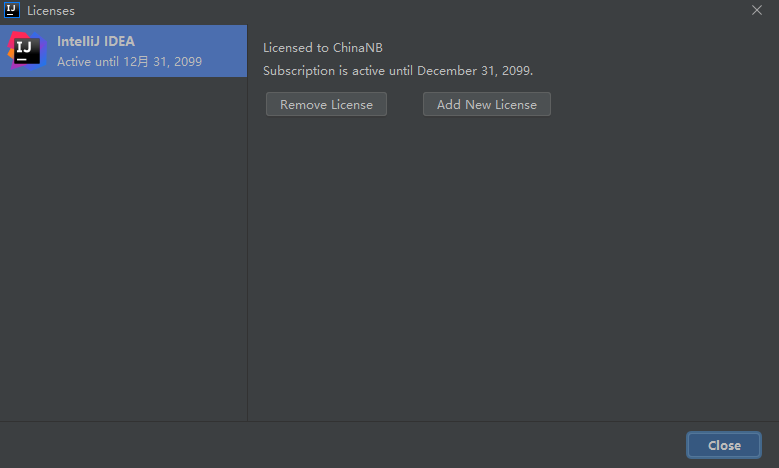 Licenses
IntelliJ IDEA
Active until 12月 31, 2099
Licensed to ChinaNB
Subscription is active until December 31, 2099.
Remove License
Add New License
Close